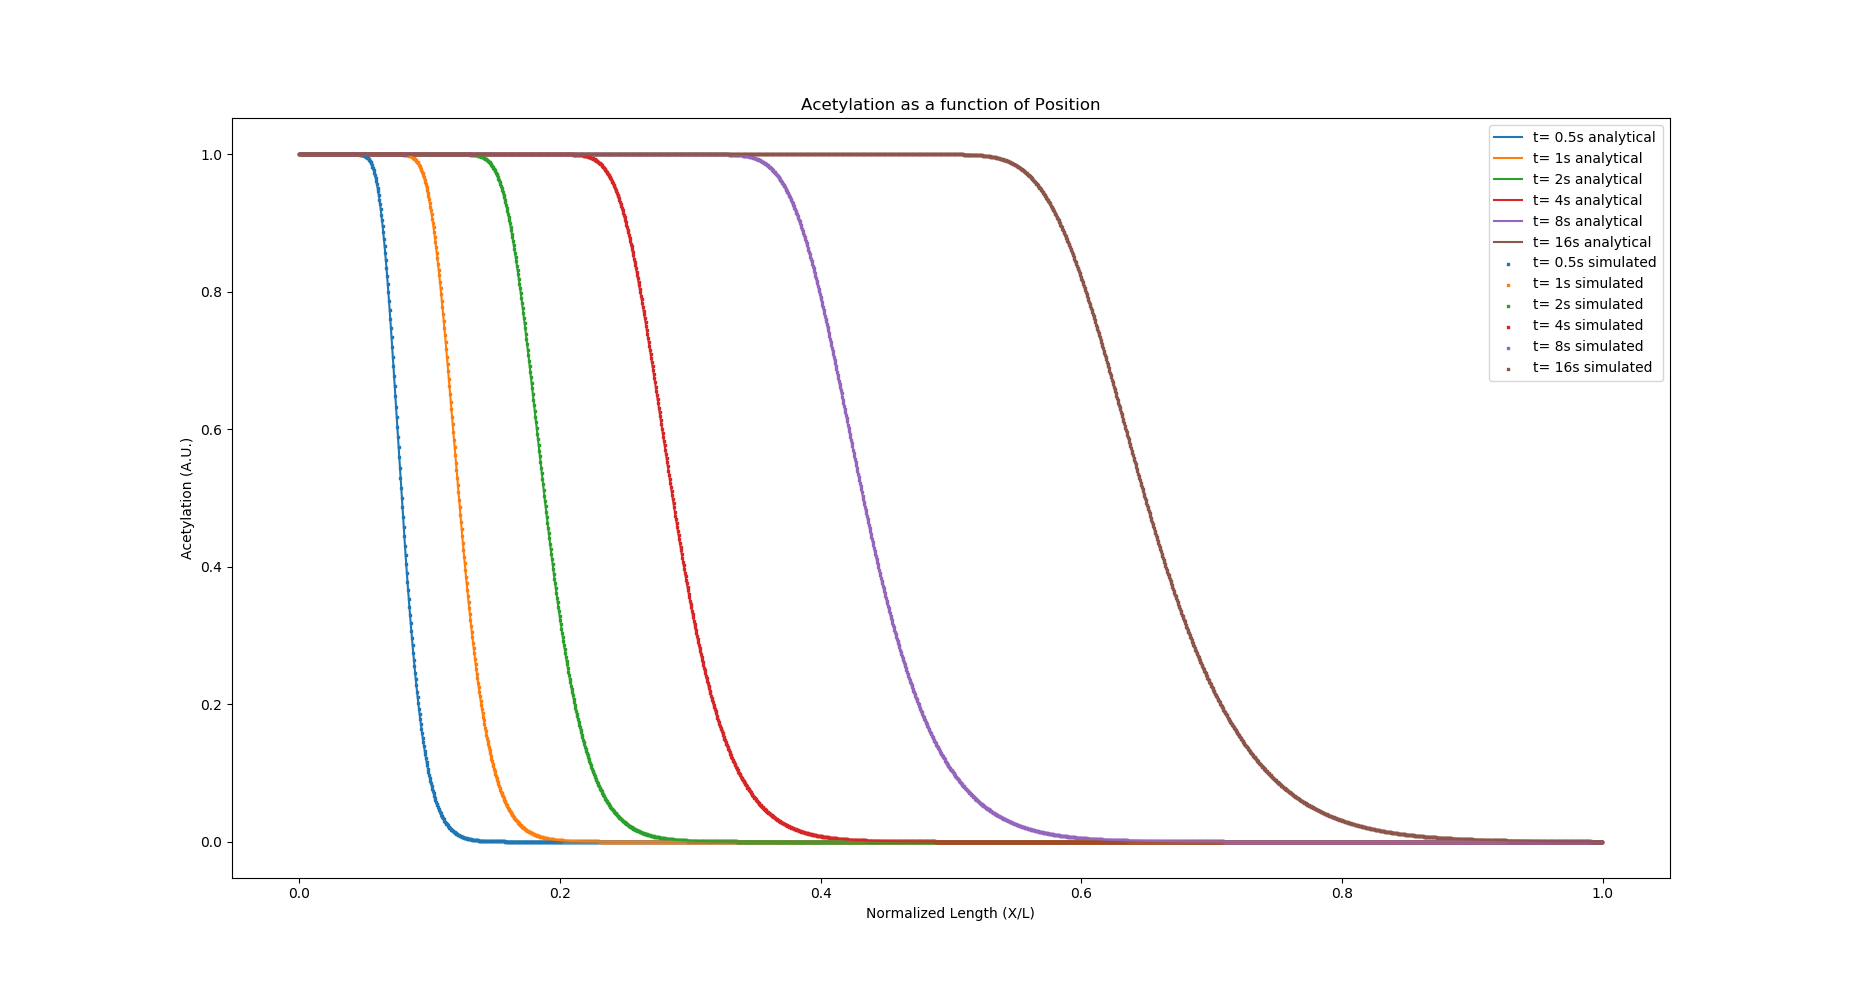 Acetylation as a function of Position
t= 0.5s analytical
t= 1s analytical
t= 2s analytical
t= 4s analytical
t= 8s analytical
t= 16s analytical
t= 0.5s simulated
t= 1s simulated
t= 2s simulated
t= 4s simulated
t= 8s simulated
t= 16s simulated
Acetylation (A.U.)
1.0
0.8
0.6
0.4
0.2
0.0
0.0 0.2 0.4 0.6 0.8 1.0
Normalized Length (X/L)